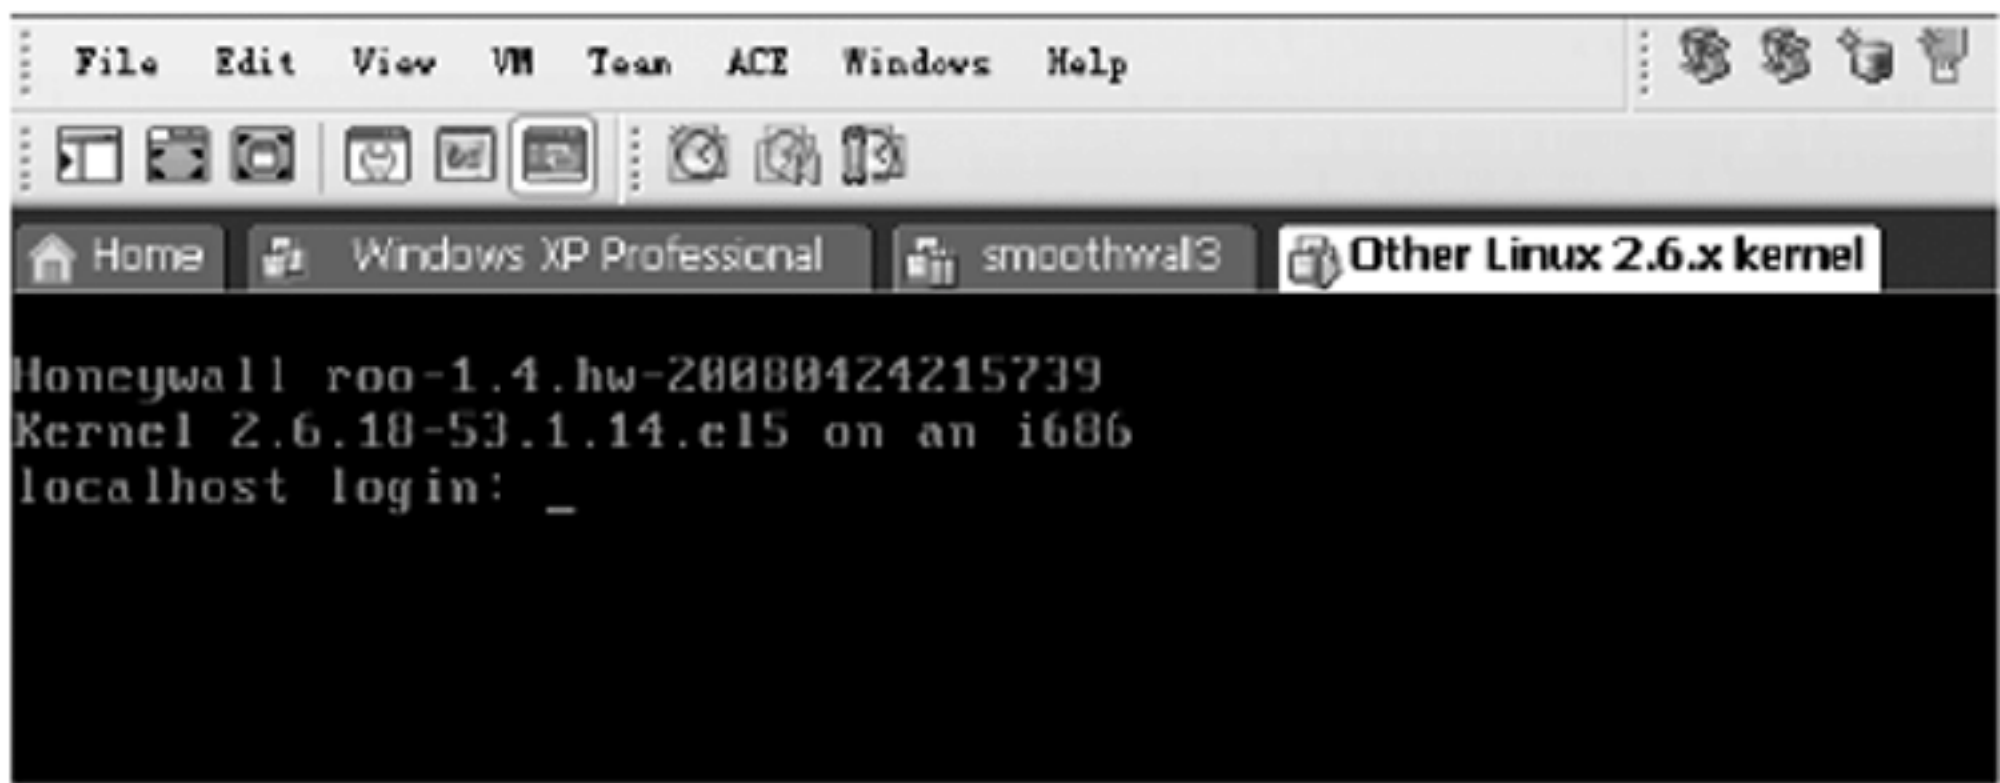 File Edit View VM Team ACE Windows Help
Home Windows XP Professional smoothwall3 Other Linux 2.6.x kernel
Honeywall roo-1.4.hw-20080424215739
Kernel 2.6.18-53.1.14.el5 on an i686
localhost login: _